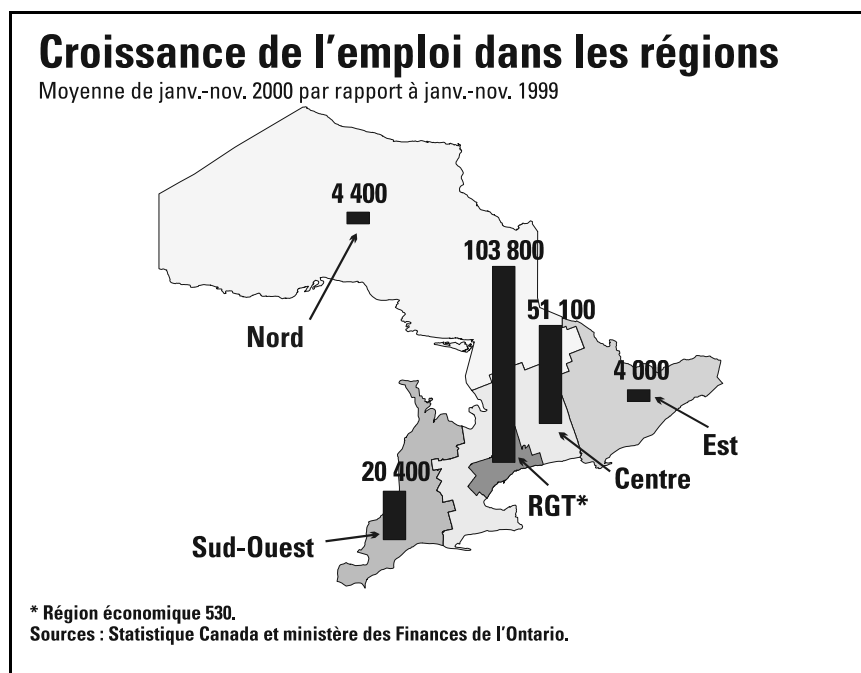 Croissance de l'emploi dans les régions
Moyenne de janv.-nov. 2000 par rapport à janv.-nov. 1999
4 400
103 800
51 100
Nord
4 000
Est
20 400
Centre
RGT*
Sud-Ouest
* Région économique 530.
Sources : Statistique Canada et ministère des Finances de l'Ontario.